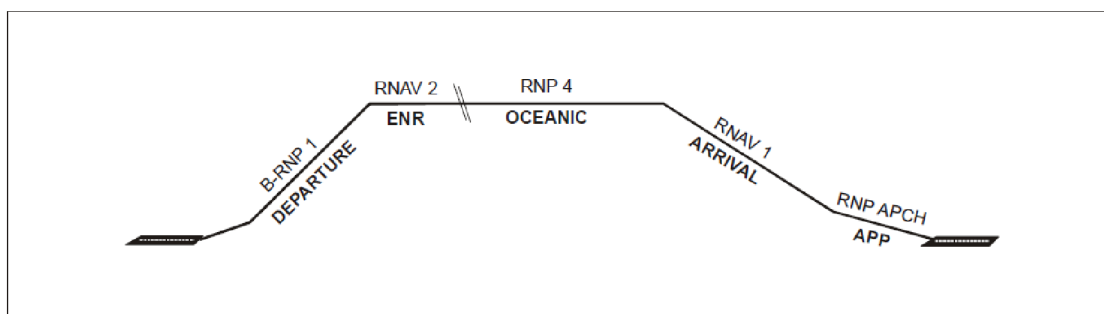 B-RNP 1
DEPARTURE
RNAV 2
ENR
RNP 4
OCEANIC
RNAV 1
ARRIVAL
RNP APCH
APP